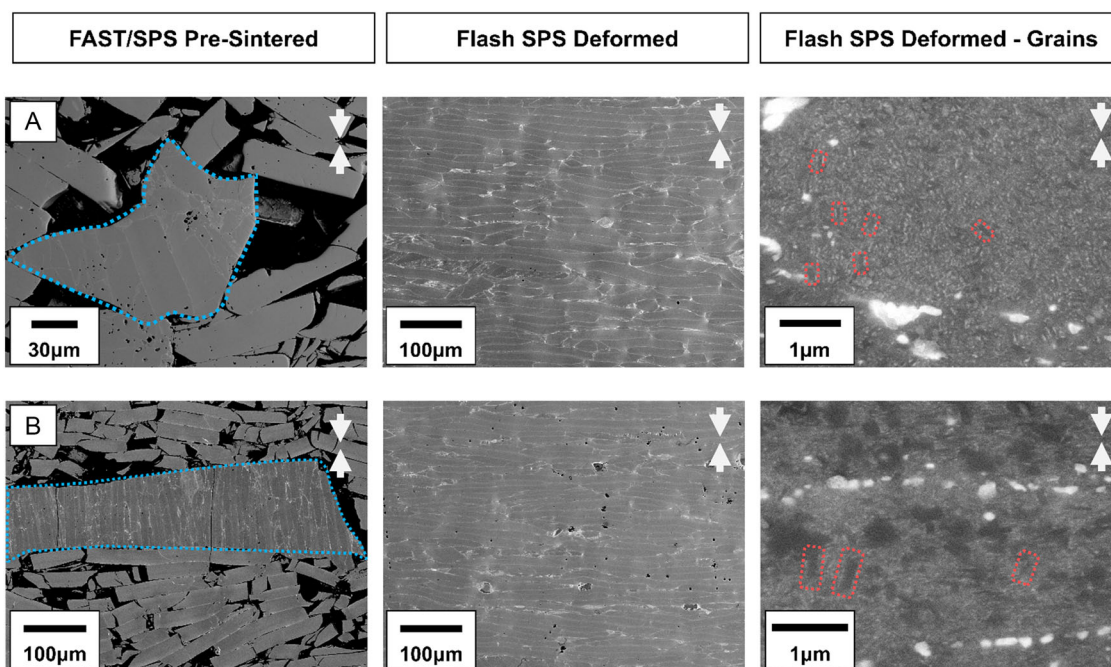 FAST/SPS Pre-Sintered
Flash SPS Deformed
Flash SPS Deformed - Grains
A
30µm
100µm
1µm
B
100µm
100µm
1µm